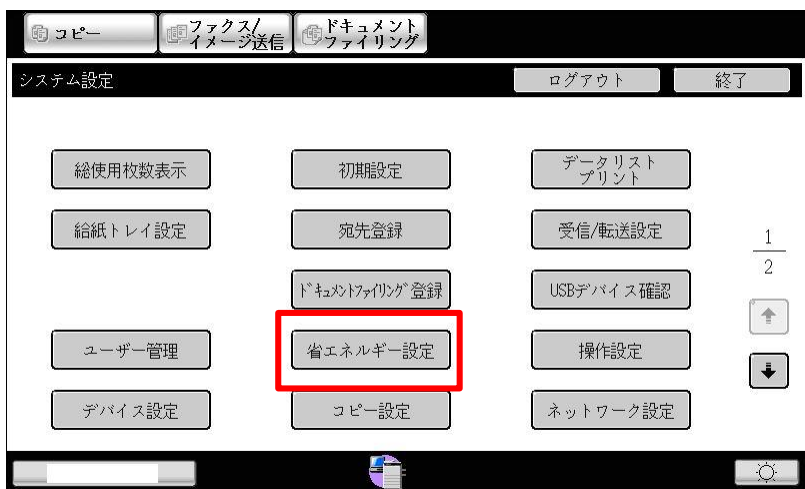 コピー
ファクス/
イメージ送信
ドキュメント
ファイリング
システム設定
ログアウト
終了
総使用枚数表示
初期設定
データリスト
プリント
給紙トレイ設定
宛先登録
受信/転送設定
ドキュメントファイリング登録
USBデバイス確認
ユーザー管理
省エネルギー設定
操作設定
デバイス設定
コピー設定
ネットワーク設定
1
2